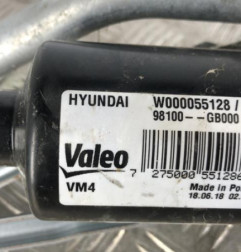 HYUNDAI W000055128 /
98100--GB000
Valeo
VM4
7 275000 551286
Made in Po
18.06.18 02.